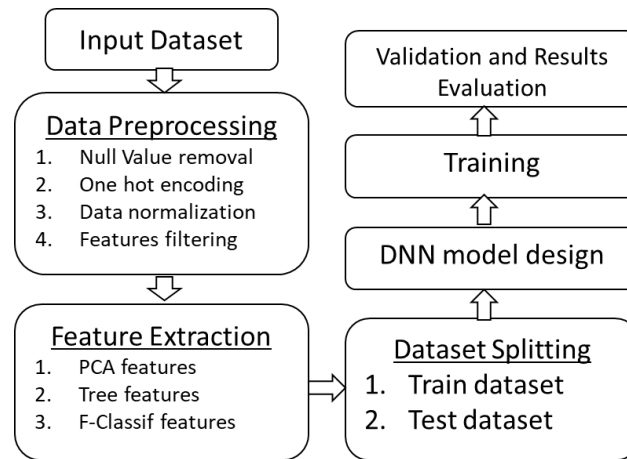 Input Dataset
Data Preprocessing
1. Null Value removal
2. One hot encoding
3. Data normalization
4. Features filtering
Feature Extraction
1. PCA features
2. Tree features
3. F-Classif features
Dataset Splitting
1. Train dataset
2. Test dataset
DNN model design
Training
Validation and Results
Evaluation